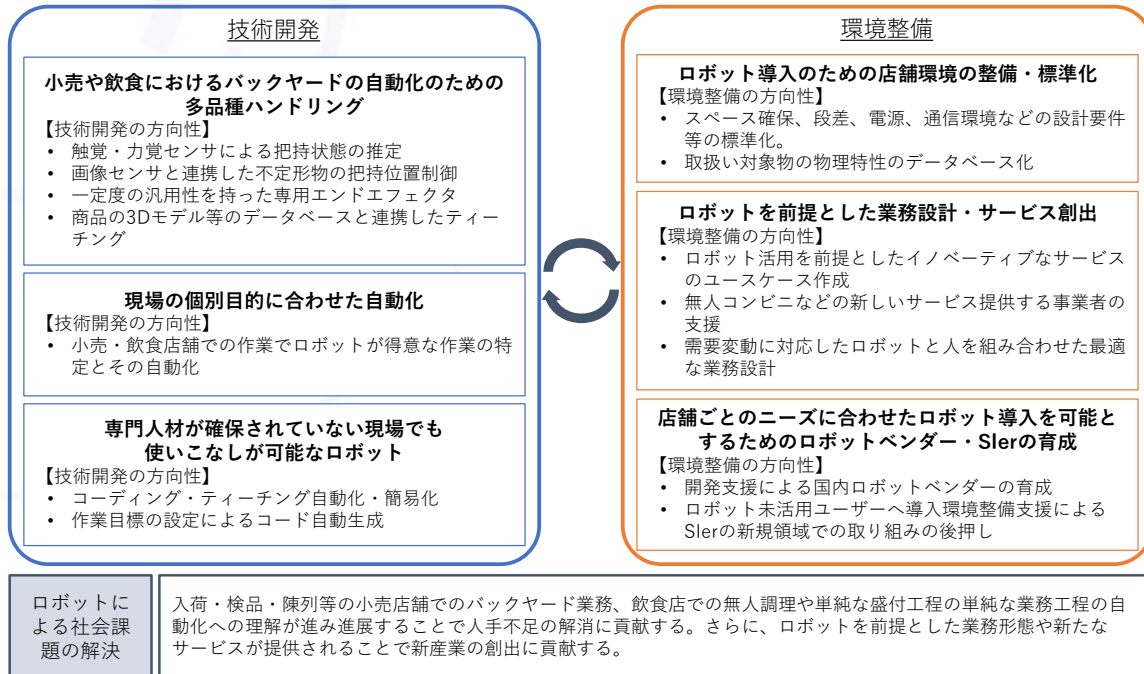 技術開発
小売や飲食におけるバックヤードの自動化のための
多品種ハンドリング
【技術開発の方向性】
• 触覚・力覚センサによる把持状態の推定
• 画像センサと連携した不定形物の把持位置制御
• 一定度の汎用性を持った専用エンドエフェクタ
• 商品の3Dモデル等のデータベースと連携したティー
チング
現場の個別目的に合わせた自動化
【技術開発の方向性】
• 小売・飲食店舗での作業でロボットが得意な作業の特
定とその自動化
専門人材が確保されていない現場でも
使いこなしが可能なロボット
【技術開発の方向性】
• コーディング・ティーチング自動化・簡易化
• 作業目標の設定によるコード自動生成
環境整備
ロボット導入のための店舗環境の整備・標準化
【環境整備の方向性】
• スペース確保、段差、電源、通信環境などの設計要件
等の標準化。
• 取扱い対象物の物理特性のデータベース化
ロボットを前提とした業務設計・サービス創出
【環境整備の方向性】
• ロボット活用を前提としたイノベーティブなサービス
のユースケース作成
• 無人コンビニなどの新しいサービス提供する事業者の
支援
• 需要変動に対応したロボットと人を組み合わせた最適
な業務設計
店舗ごとのニーズに合わせたロボット導入を可能と
するためのロボットベンダー・SIerの育成
【環境整備の方向性】
• 開発支援による国内ロボットベンダーの育成
• ロボット未活用ユーザーへ導入環境整備支援による
SIerの新規領域での取り組みの後押し
ロボットに
よる社会課
題の解決
入荷・検品・陳列等の小売店舗でのバックヤード業務、飲食店での無人調理や単純な盛付工程の単純な業務工程の自
動化への理解が進み進展することで人手不足の解消に貢献する。さらに、ロボットを前提とした業務形態や新たな
サービスが提供されることで新産業の創出に貢献する。